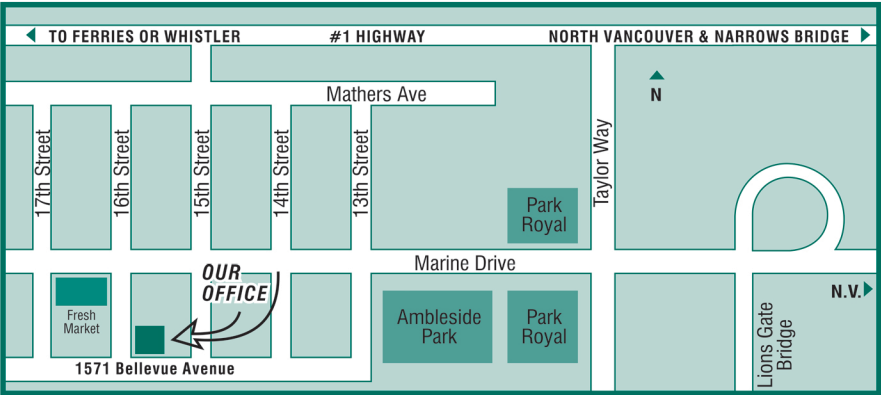 TO FERRIES OR WHISTLER
#1 HIGHWAY
NORTH VANCOUVER & NARROWS BRIDGE
N
Mathers Ave
17th Street
16th Street
15th Street
14th Street
13th Street
Taylor Way
Park
Royal
Marine Drive
OUR
OFFICE
Fresh
Market
Ambleside
Park
Park
Royal
N.V.
Lions Gate
Bridge
1571 Bellevue Avenue